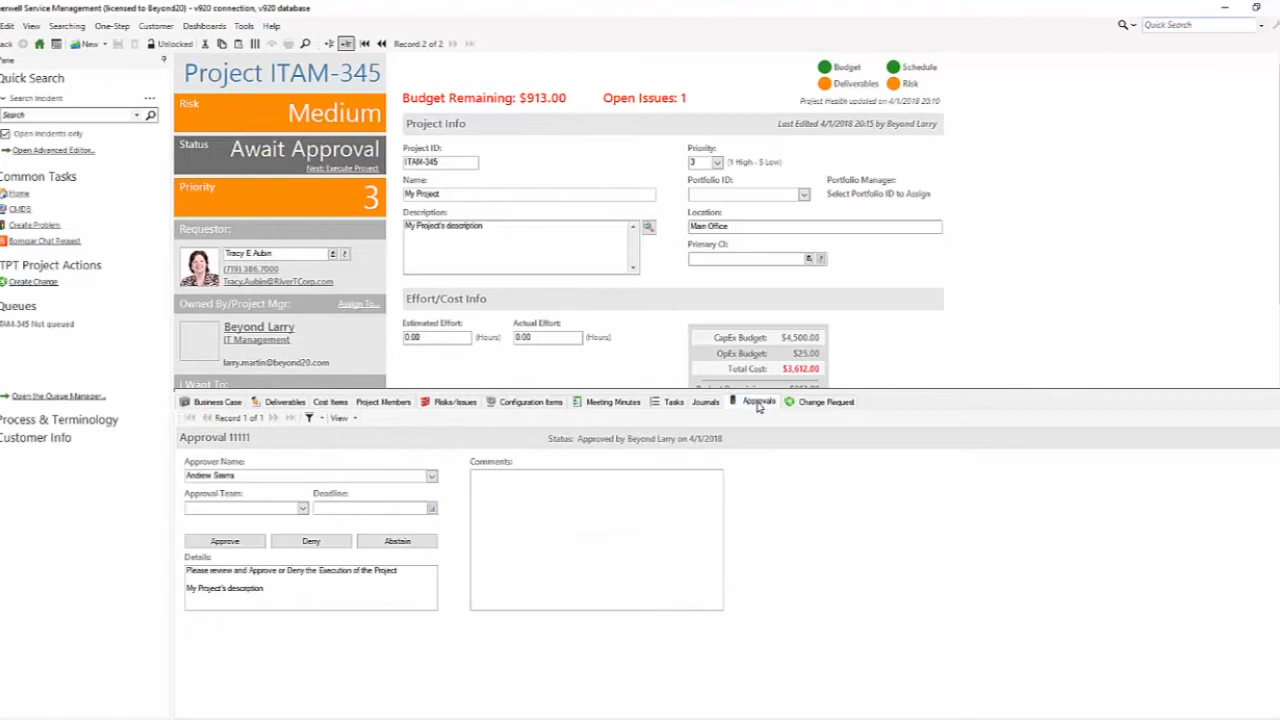 erwell Service Management (licensed to Beyond20) - v920 connection, v920 database
Edit View Searching One-Step Customer Dashboards Tools Help
Quick Search
ack New Unlocked Record 2 of 2
Pane
Quick Search
Search Incident
Search
Open Incidents only
Open Advanced Editor...
Common Tasks
Home
CMDB
Create Problem
Bomgar Chat Request
TPT Project Actions
Create Change
Queues
ITAM-345 Not queued
Open the Queue Manager...
Process & Terminology
Customer Info
Project ITAM-345
Risk
Medium
Status
Await Approval
Next: Execute Project
Priority
3
Requestor:
Tracy E Aubin
(719) 386.7000
Tracy.Aubin@RiverTCorp.com
Owned By/Project Mgr: Assign To...
Beyond Larry
IT Management
larry.martin@beyond20.com
I Want To:
Budget Remaining: $913.00 Open Issues: 1
Budget Schedule
Deliverables Risk
Project Health updated on 4/1/2018 20:10
Project Info Last Edited 4/1/2018 20:15 by Beyond Larry
Project ID:
ITAM-345
Name:
My Project
Description:
My Project's description
Priority:
3 (1 High - 5 Low)
Portfolio ID: Portfolio Manager:
Select Portfolio ID to Assign
Location:
Main Office
Primary CI:
Effort/Cost Info
Estimated Effort: Actual Effort:
0.00 (Hours) 0.00 (Hours)
CapEx Budget: $4,500.00
OpEx Budget: $25.00
Total Cost: $3,612.00
Business Case Deliverables Cost Items Project Members Risks/Issues Configuration Items Meeting Minutes Tasks Journals Approvals Change Request
Record 1 of 1 View
Approval 11111 Status: Approved by Beyond Larry on 4/1/2018
Approver Name:
Andrew Sims
Approval Team: Deadline:
Approve Deny Abstain
Details:
Please review and Approve or Deny the Execution of the Project
My Project's description
Comments: